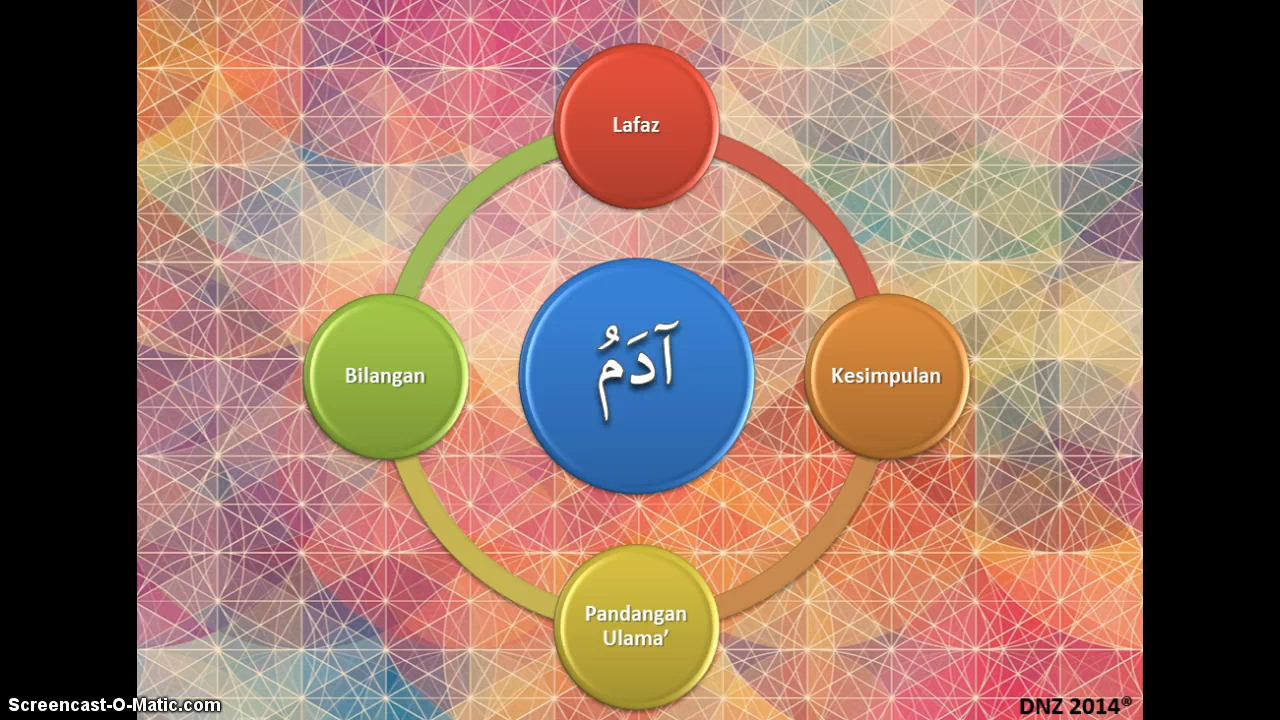 Lafaz
Bilangan
آدَمُ
Kesimpulan
Pandangan
Ulama’
Screencast-O-Matic.com
DNZ 2014®